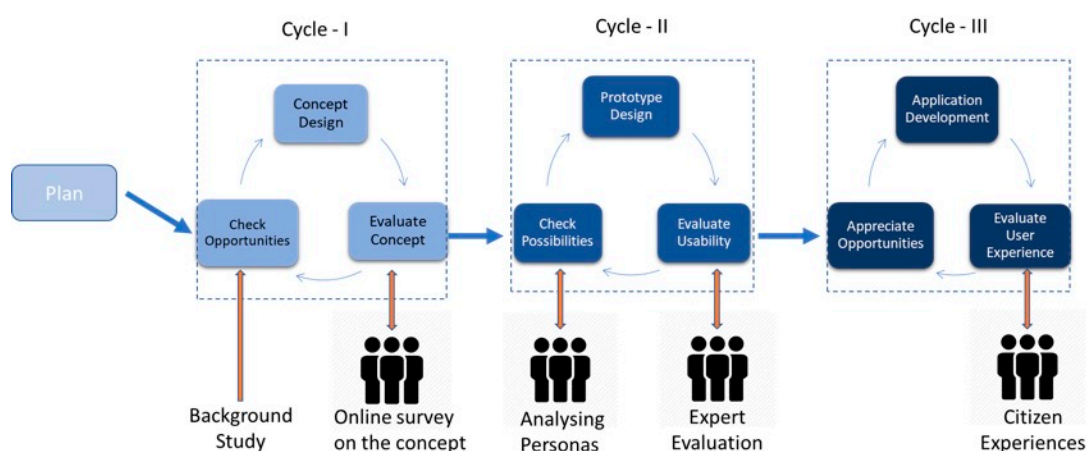 Cycle - I
Cycle - II
Cycle - III
Plan
Concept
Design
Check
Opportunities
Evaluate
Concept
Prototype
Design
Check
Possibilities
Evaluate
Usability
Application
Development
Appreciate
Opportunities
Evaluate
User
Experience
Background
Study
Online survey
on the concept
Analysing
Personas
Expert
Evaluation
Citizen
Experiences